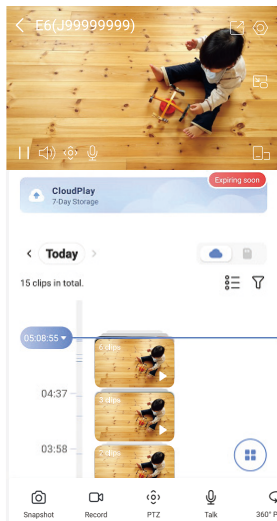 E6(J99999999)
Expiring soon
CloudPlay
7-Day Storage
Today
15 clips in total.
05:08:55
6 clips
04:37
3 clips
03:58
2 clips
Snapshot
Record
PTZ
Talk
360° P